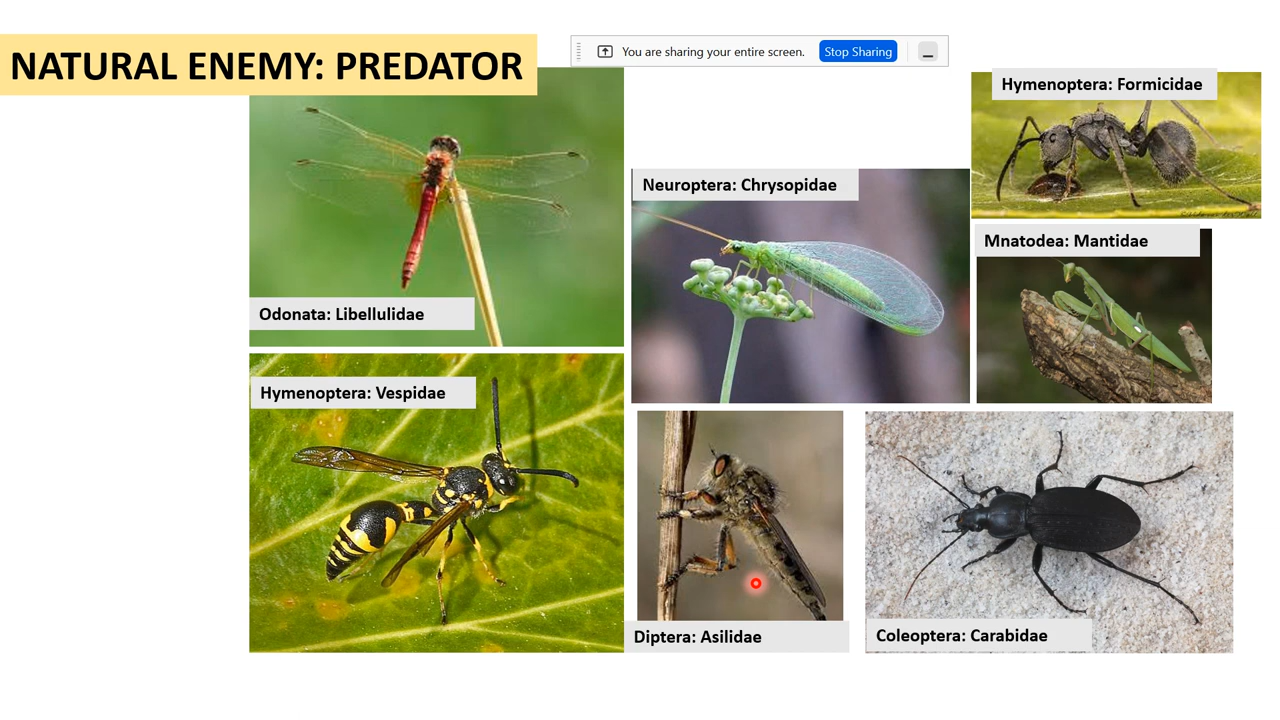 NATURAL ENEMY: PREDATOR
You are sharing your entire screen.
Stop Sharing
Hymenoptera: Formicidae
Neuroptera: Chrysopidae
Mnatodea: Mantidae
Odonata: Libellulidae
Hymenoptera: Vespidae
Diptera: Asilidae
Coleoptera: Carabidae